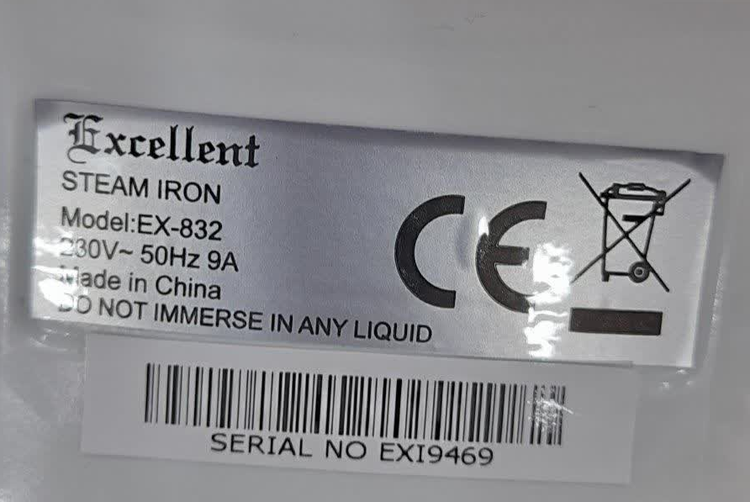 Excellent
STEAM IRON
Model:EX-832
230V~ 50Hz 9A
Made in China
DO NOT IMMERSE IN ANY LIQUID
CE
SERIAL NO EXI9469